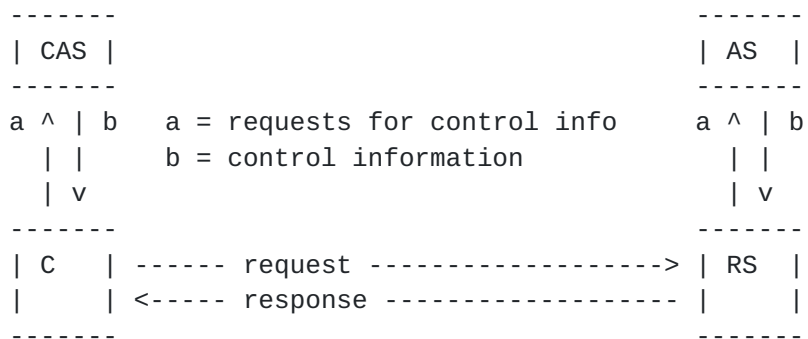 -------                                -------
| CAS |                                | AS  |
-------                                -------
a ^ | b   a = requests for control info    a ^ | b
  | |     b = control information            | |
  | v                                        | v
-------                                -------
| C   | ------ request -------------------> | RS  |
|     | <----- response ------------------- |     |
-------                                -------